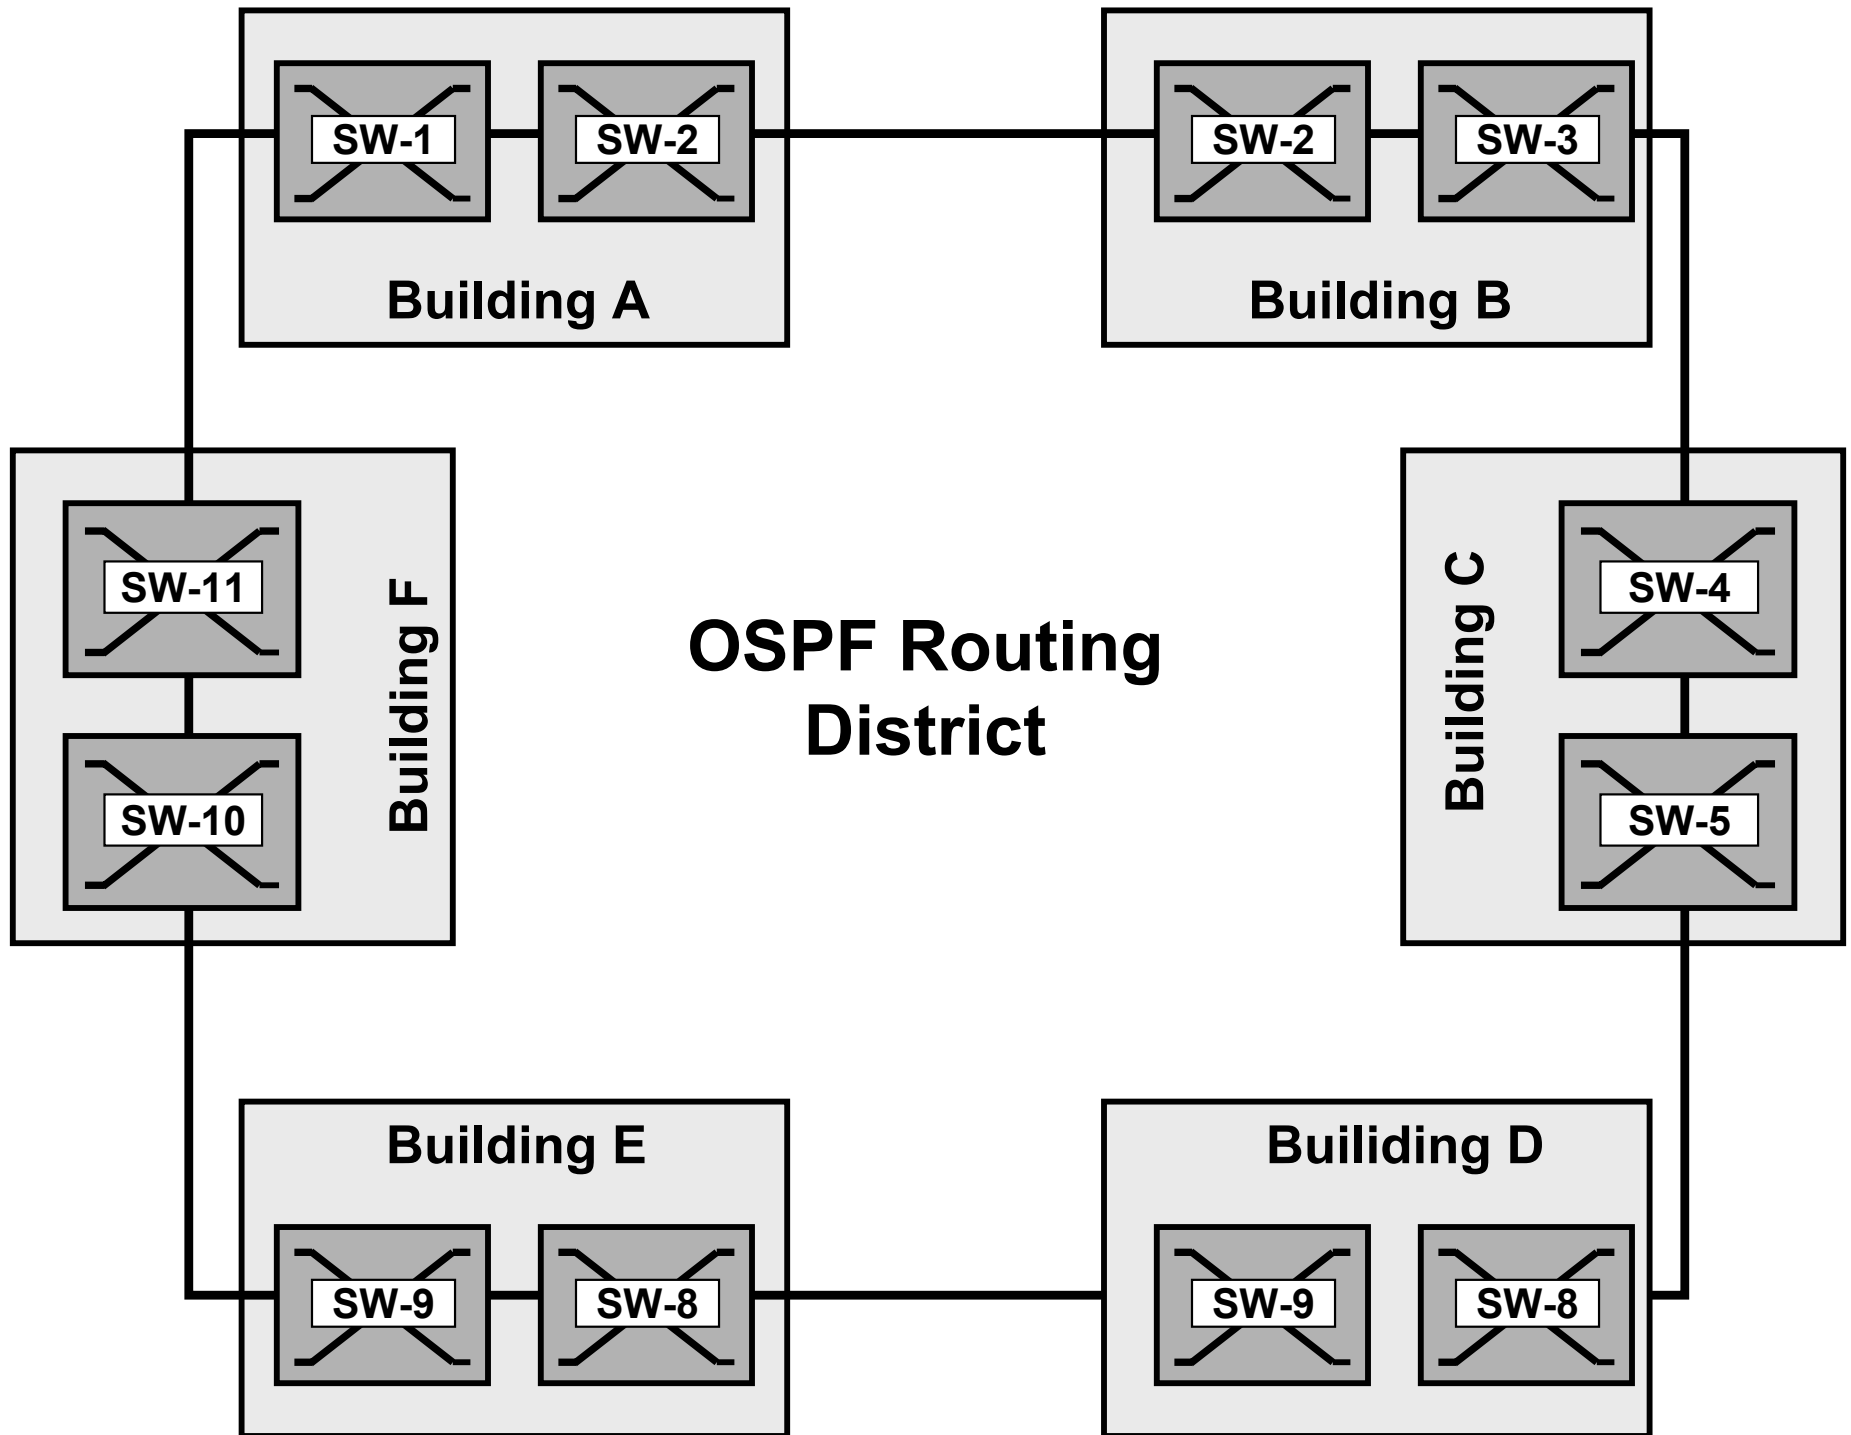 SW-1
SW-2
SW-2
SW-3
Building A
Building B
SW-11
SW-10
Building F
OSPF Routing
District
Building C
SW-4
SW-5
Building E
Builiding D
SW-9
SW-8
SW-9
SW-8